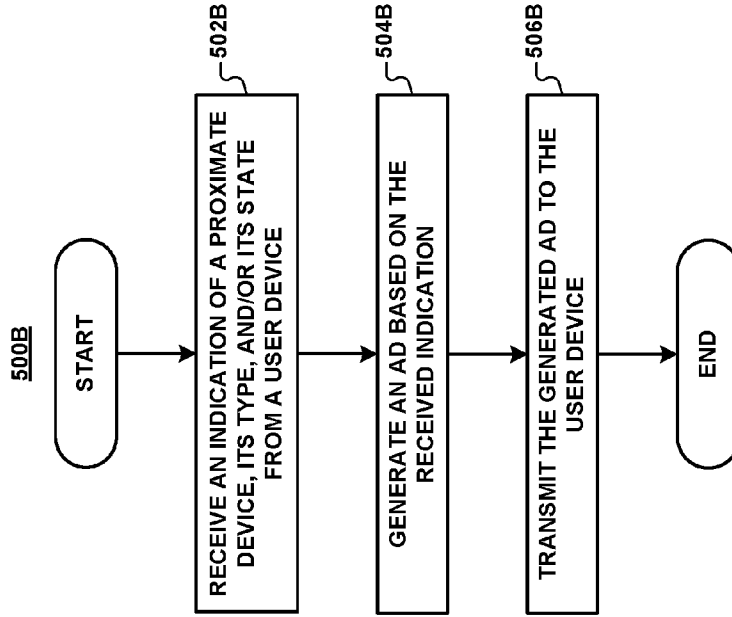 500B
START
RECEIVE AN INDICATION OF A PROXIMATE
DEVICE, ITS TYPE, AND/OR ITS STATE
FROM A USER DEVICE
502B
GENERATE AN AD BASED ON THE
RECEIVED INDICATION
504B
TRANSMIT THE GENERATED AD TO THE
USER DEVICE
506B
END